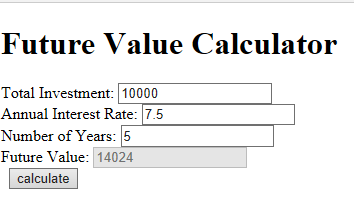 Future Value Calculator
Total Investment: 10000
Annual Interest Rate: 7.5
Number of Years: 5
Future Value: 14024
calculate